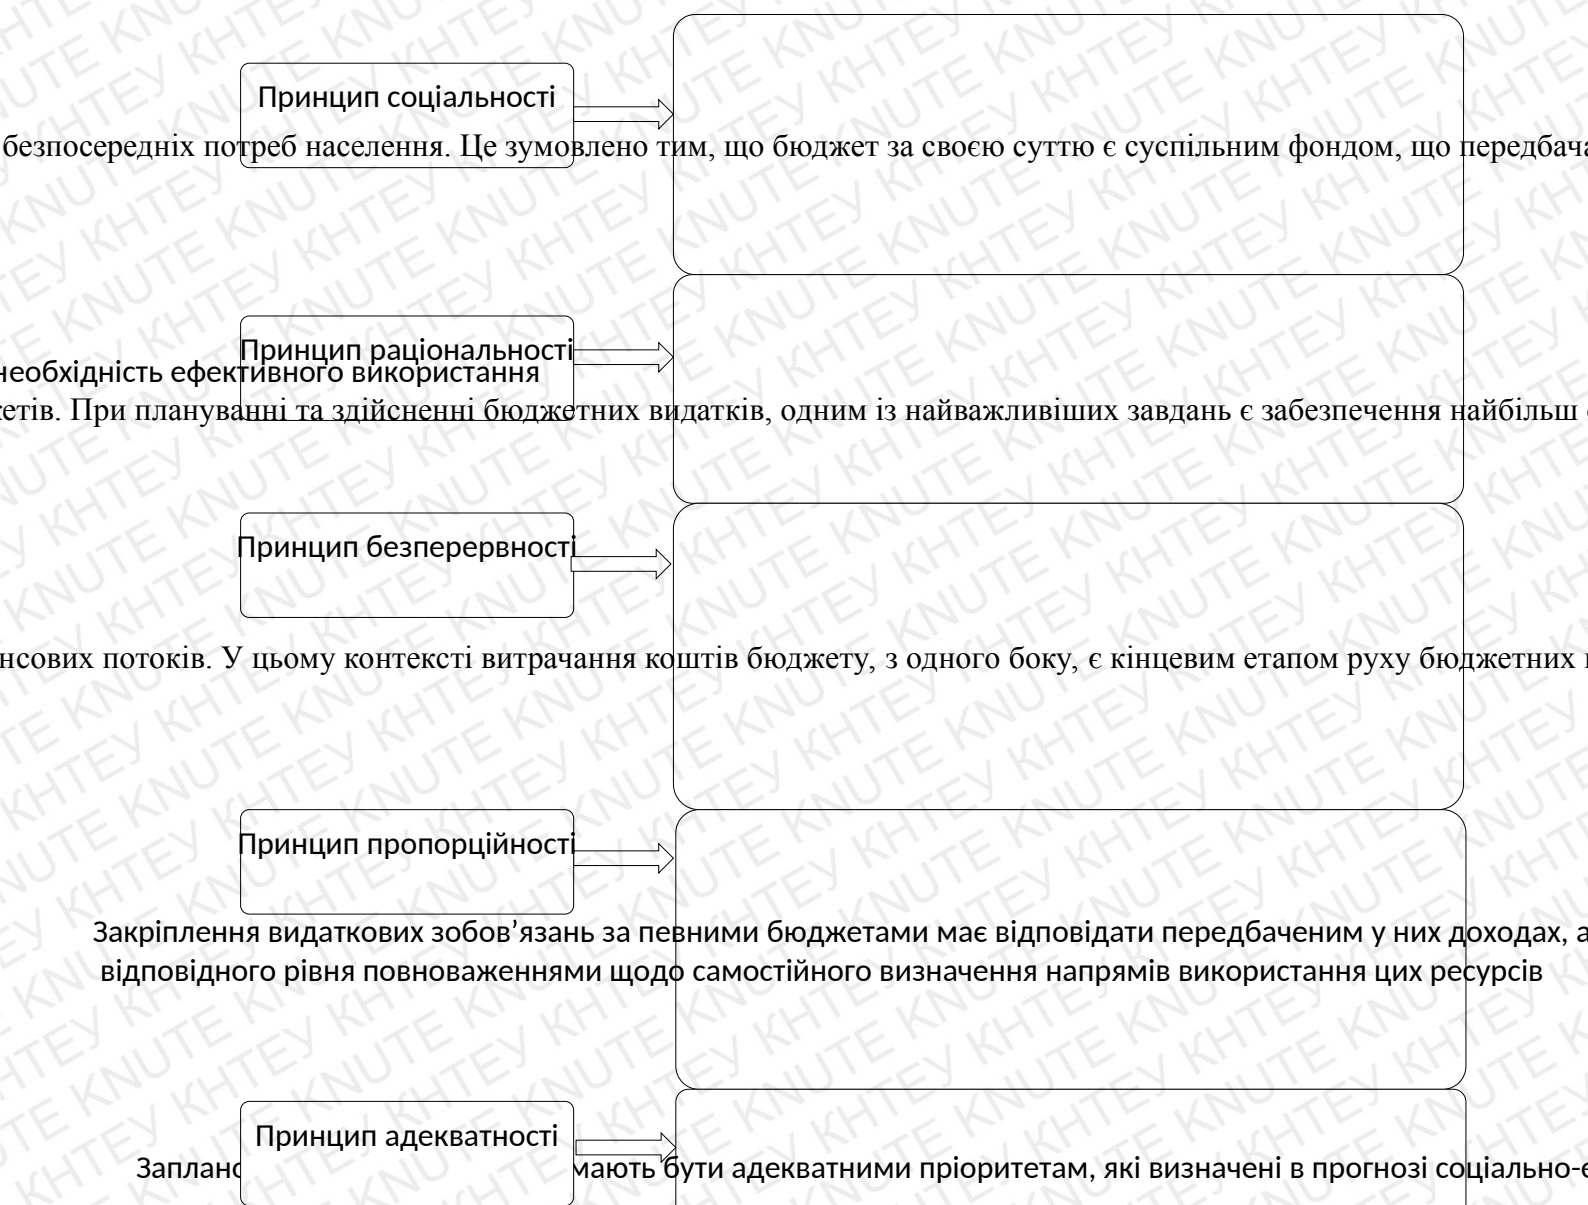 Принцип соціальності
безпосередніх потреб населення. Це зумовлено тим, що бюджет за своєю суттю є суспільним фондом, що передбача
Принцип раціональності
необхідність ефективного використання
етів. При плануванні та здійсненні бюджетних видатків, одним із найважливіших завдань є забезпечення найбільш
Принцип безперервності
нсових потоків. У цьому контексті витрачання коштів бюджету, з одного боку, є кінцевим етапом руху бюджетних
Принцип пропорційності
Закріплення видаткових зобов’язань за певними бюджетами має відповідати передбаченим у них доходах, а
відповідного рівня повноваженнями щодо самостійного визначення напрямів використання цих ресурсів
Принцип адекватності
Заплано мають бути адекватними пріоритетам, які визначені в прогнозі соціально-е